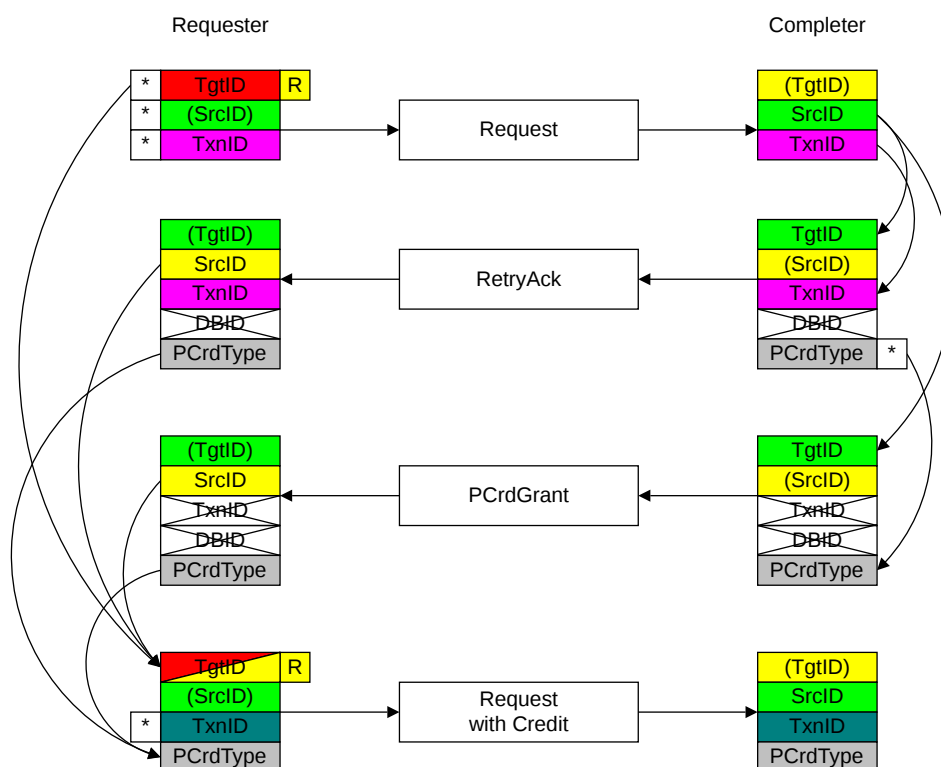 Requester
Completer
* TgtID R
* (SrcID)
* TxnID
Request
(TgtID)
SrcID
TxnID
(TgtID)
SrcID
TxnID
DBID
PCrdType
RetryAck
TgtID
(SrcID)
TxnID
DBID
PCrdType *
(TgtID)
SrcID
TxnID
DBID
PCrdType
PCrdGrant
TgtID
(SrcID)
TxnID
DBID
PCrdType
TgtID R
(SrcID)
* TxnID
PCrdType
Request
with Credit
(TgtID)
SrcID
TxnID
PCrdType